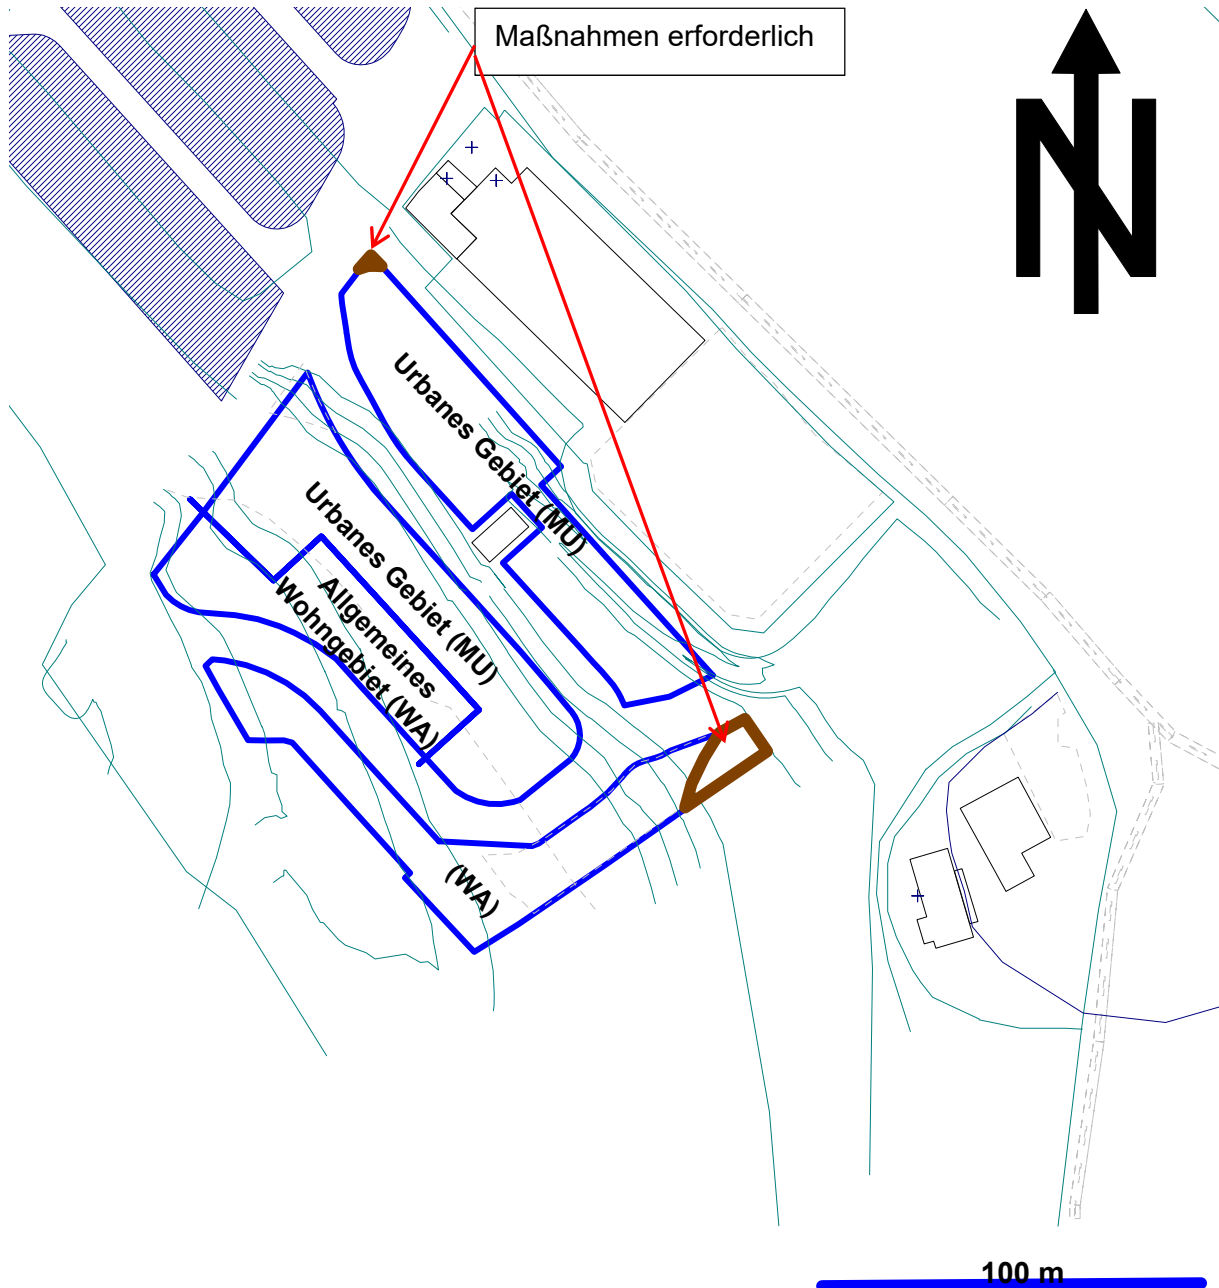 Maßnahmen erforderlich
N
Urbanes Gebiet (MU)
Urbanes Gebiet (MU)
Allgemeines
Wohngebiet (WA)
(WA)
100 m